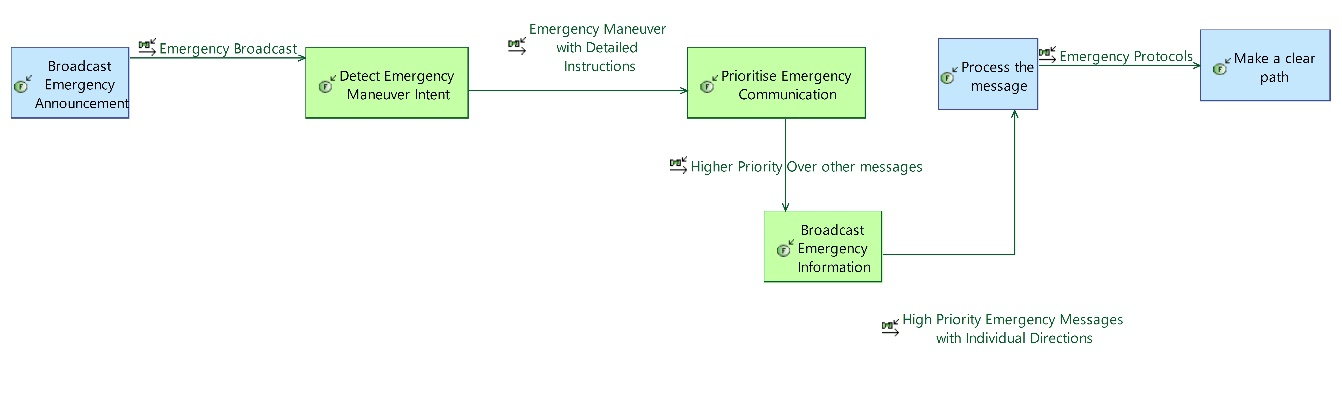 Broadcast
Emergency
Announcement
Emergency Broadcast
Detect Emergency
Maneuver Intent
Emergency Maneuver
with Detailed
Instructions
Prioritise Emergency
Communication
Higher Priority Over other messages
Broadcast
Emergency
Information
High Priority Emergency Messages
with Individual Directions
Process the
message
Emergency Protocols
Make a clear
path